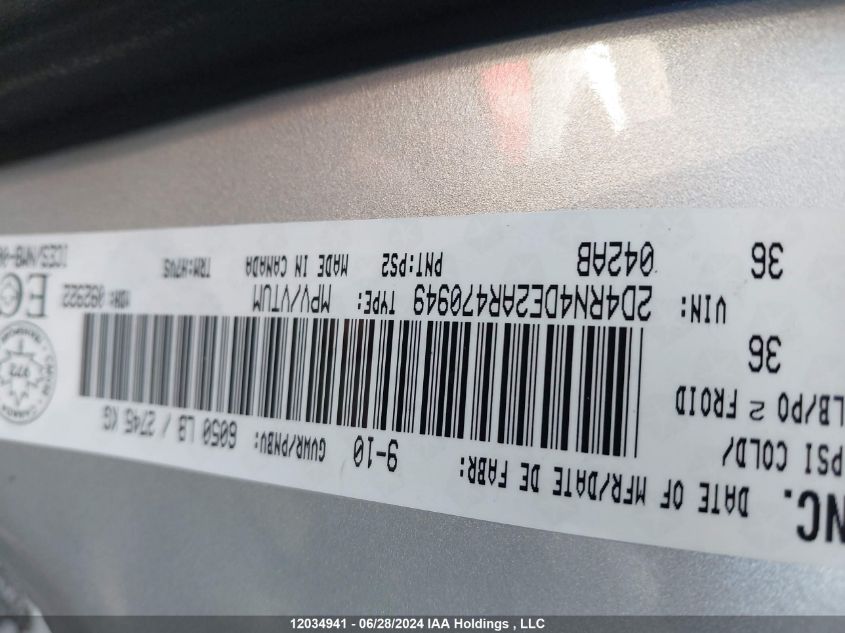 NC.
DATE OF MFR/DATE DE FABR: 9-10 GVWR/PNBV: 6050 LB / 2745 KG
PSI COLD/
LB/PO 2 FROID
36
VIN: 2D4RN4DE2AR470949 TYPE: MPV/VTUM
36
042AB PNT:PS2 MADE IN CANADA
12034941 - 06/28/2024 IAA Holdings , LLC